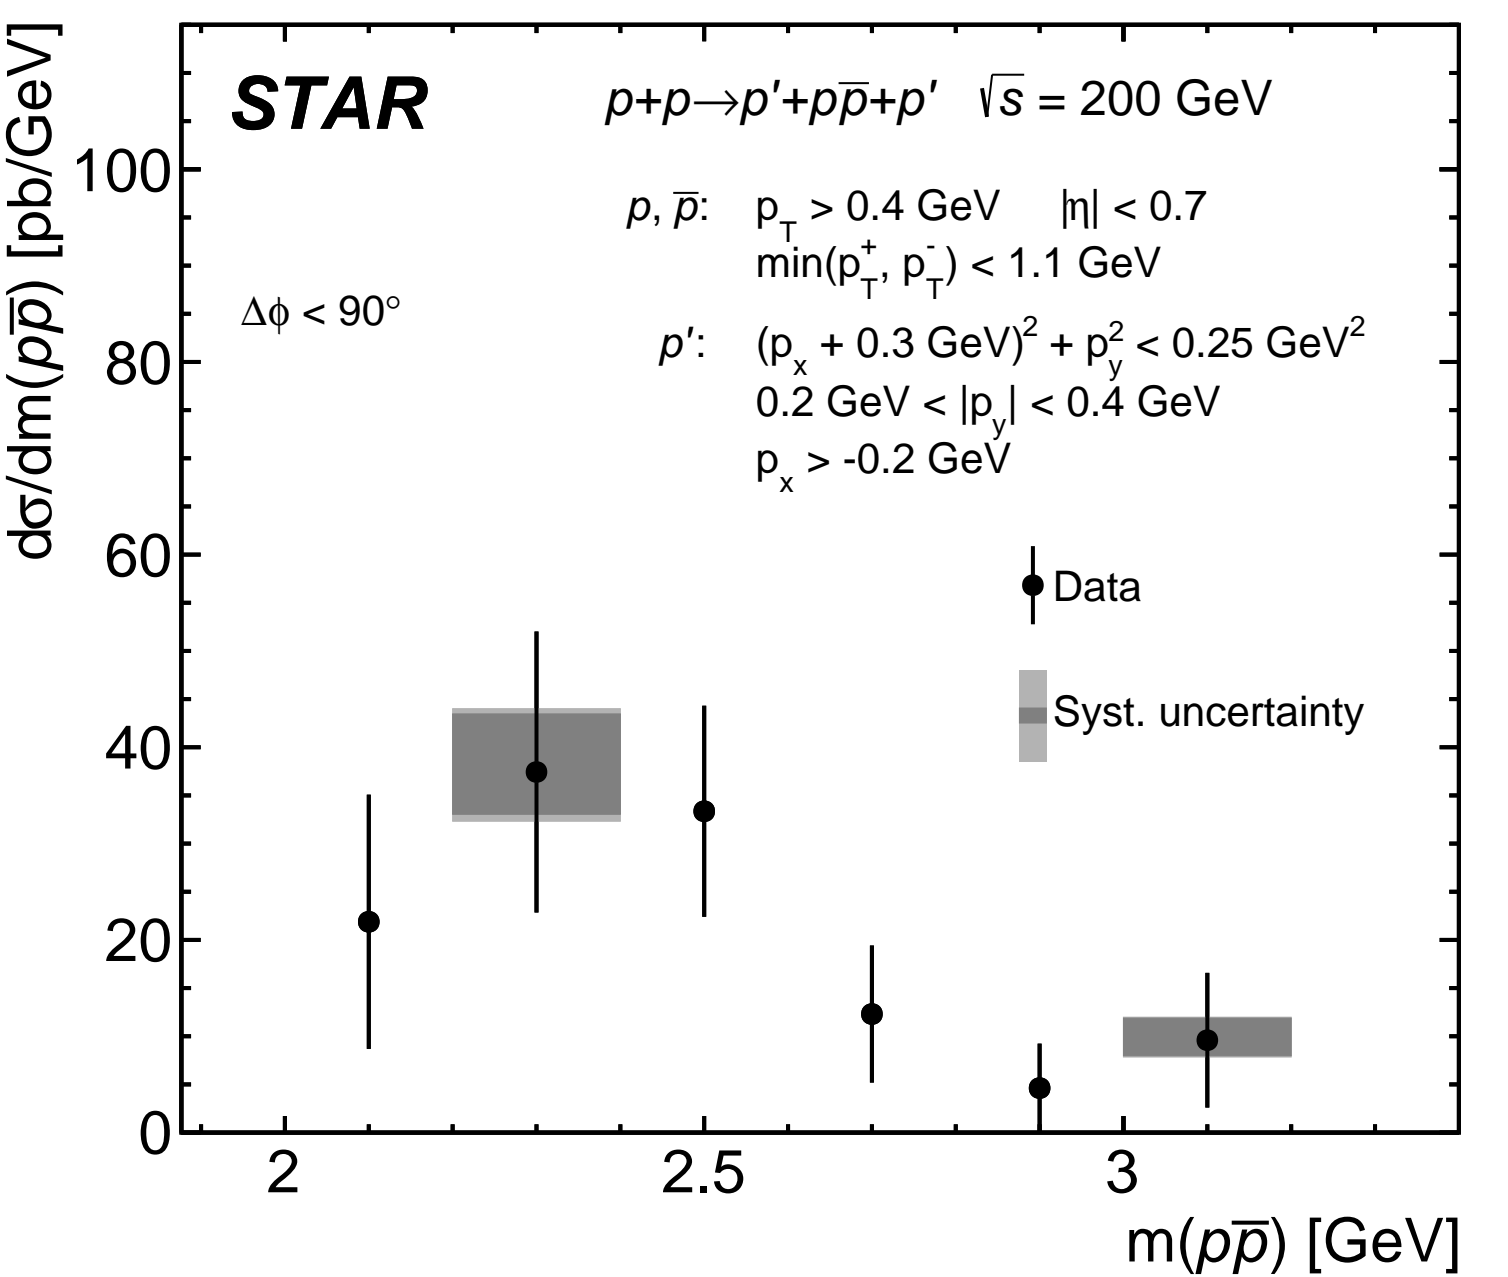 STAR
p+p→p′+pp̅+p′ √s = 200 GeV
p, p̅: p_T > 0.4 GeV |η| < 0.7
min(p_T^+, p_T^-) < 1.1 GeV
Δϕ < 90°
p′: (p_x + 0.3 GeV)^2 + p_y^2 < 0.25 GeV^2
0.2 GeV < |p_y| < 0.4 GeV
p_x > -0.2 GeV
Data
Syst. uncertainty
dσ/dm(pp̅) [pb/GeV]
100
80
60
40
20
0
2 2.5 3
m(pp̅) [GeV]